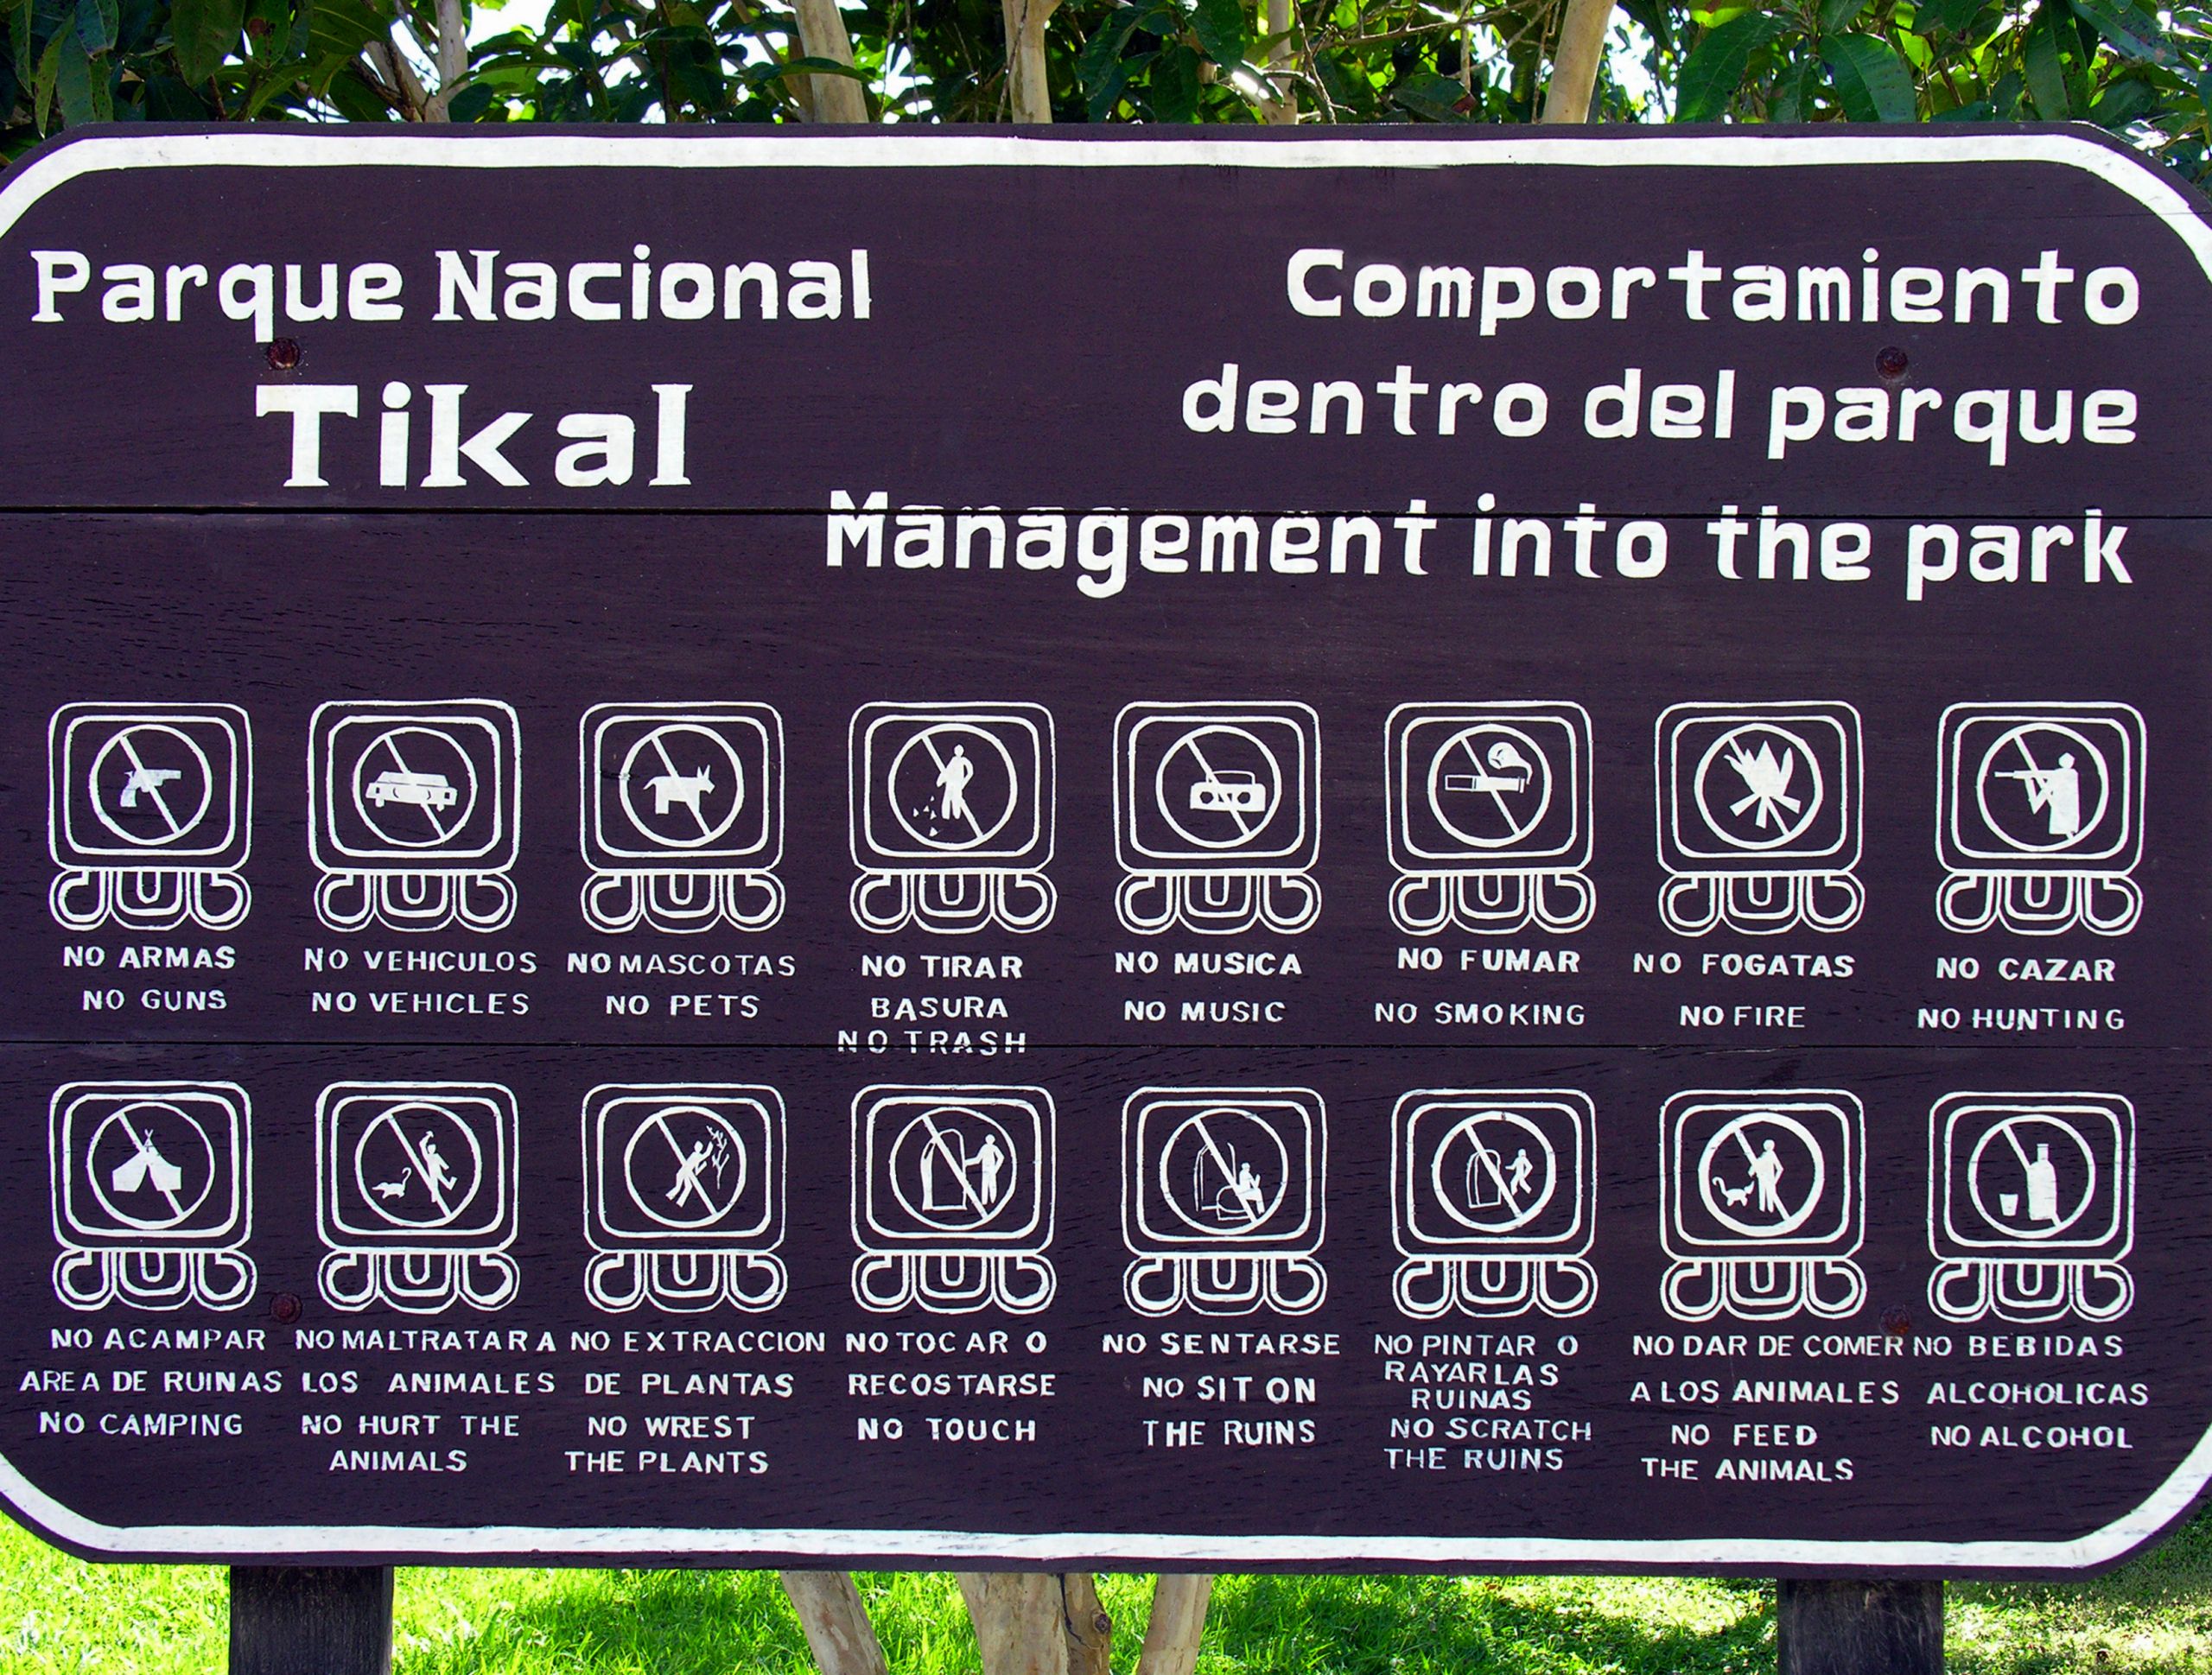 Parque Nacional
Tikal
Comportamiento
dentro del parque
Management into the park
NO ARMAS
NO GUNS
NO VEHICULOS
NO VEHICLES
NO MASCOTAS
NO PETS
NO TIRAR
BASURA
NO TRASH
NO MUSICA
NO MUSIC
NO FUMAR
NO SMOKING
NO FOGATAS
NO FIRE
NO CAZAR
NO HUNTING
NO ACAMPAR
AREA DE RUINAS
NO CAMPING
NO MALTRATAR A
LOS ANIMALES
NO HURT THE
ANIMALS
NO EXTRACCION
DE PLANTAS
NO WREST
THE PLANTS
NO TOCAR O
RECOSTARSE
NO TOUCH
NO SENTARSE
NO SIT ON
THE RUINS
NO PINTAR O
RAYAR LAS
RUINAS
NO SCRATCH
THE RUINS
NO DAR DE COMER
A LOS ANIMALES
NO FEED
THE ANIMALS
NO BEBIDAS
ALCOHOLICAS
NO ALCOHOL